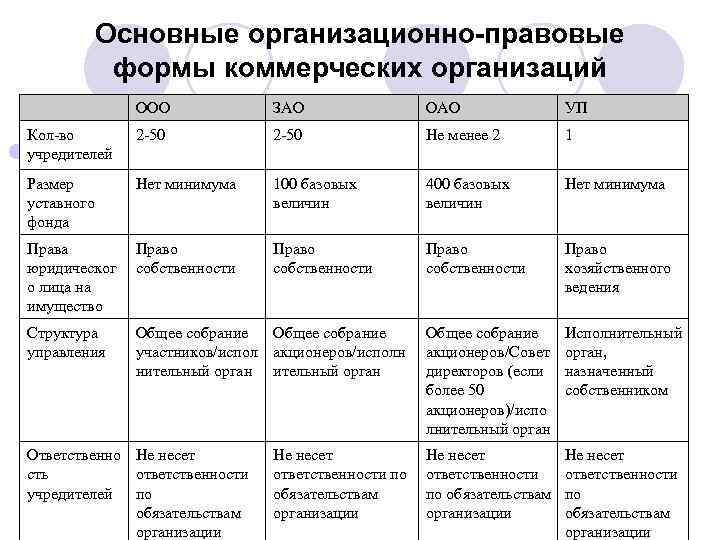 Основные организационно-правовые
формы коммерческих организаций
ООО ЗАО ОАО УП
Кол-во
учредителей
2-50
2-50
Не менее 2
1
Размер
уставного
фонда
Нет минимума
100 базовых
величин
400 базовых
величин
Нет минимума
Права
юридическог
о лица на
имущество
Право
собственности
Право
собственности
Право
собственности
Право
хозяйственного
ведения
Структура
управления
Общее собрание
участников/испол
нительный орган
Общее собрание
акционеров/исполн
ительный орган
Общее собрание
акционеров/Совет
директоров (если
более 50
акционеров)/испо
лнительный орган
Исполнительный
орган,
назначенный
собственником
Ответственно
сть
учредителей
Не несет
ответственности
по
обязательствам
организации
Не несет
ответственности по
обязательствам
организации
Не несет
ответственности
по обязательствам
организации
Не несет
ответственности
по
обязательствам
организации